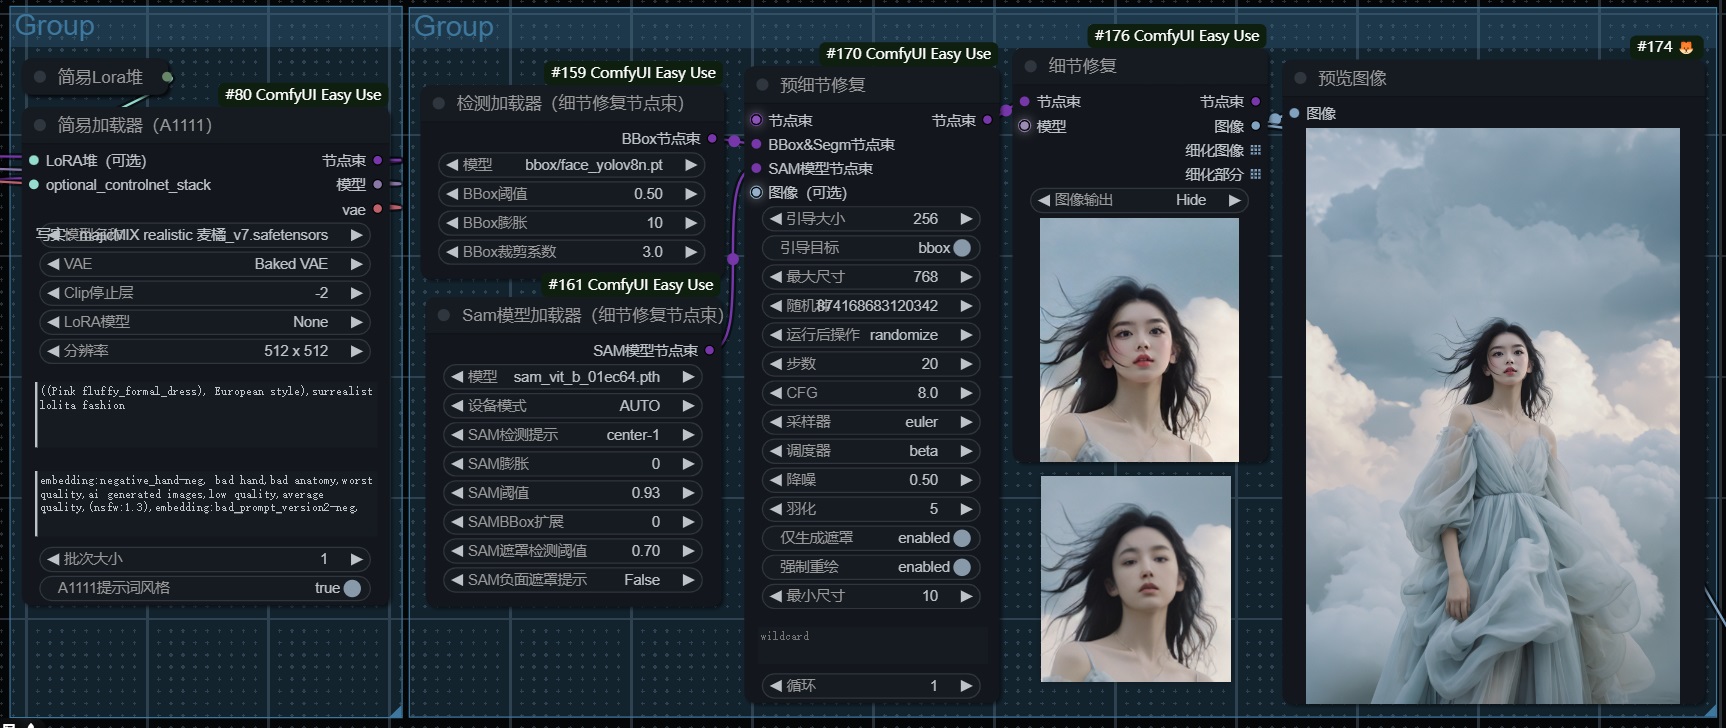 Group
简易Lora堆
#80 ComfyUI Easy Use
简易加载器（A1111）
LoRA堆（可选）
节点束
optional_controlnet_stack
模型
vae
majicMIX realistic 麦橘_v7.safetensors
VAE
Baked VAE
Clip停止层
-2
LoRA模型
None
分辨率
512 x 512
((Pink fluffy_formal_dress), European style),surrealist
lolita fashion
embedding:negative_hand-neg, bad hand,bad anatomy,worst
quality,ai generated images,low quality,average
quality,(nsfw:1.3),embedding:bad_prompt_version2-neg,
批次大小
1
A1111提示词风格
true
Group
#159 ComfyUI Easy Use
检测加载器（细节修复节点束）
BBox节点束
模型
bbox/face_yolov8n.pt
BBox阈值
0.50
BBox膨胀
10
BBox裁剪系数
3.0
#161 ComfyUI Easy Use
Sam模型加载器（细节修复节点束）
SAM模型节点束
模型
sam_vit_b_01ec64.pth
设备模式
AUTO
SAM检测提示
center-1
SAM膨胀
0
SAM阈值
0.93
SAMBBox扩展
0
SAM遮罩检测阈值
0.70
SAM负面遮罩提示
False
#170 ComfyUI Easy Use
预细节修复
节点束
节点束
BBox&Segm节点束
SAM模型节点束
图像（可选）
引导大小
256
引导目标
bbox
最大尺寸
768
随机
874168683120342
运行后操作
randomize
步数
20
CFG
8.0
采样器
euler
调度器
beta
降噪
0.50
羽化
5
仅生成遮罩
enabled
强制重绘
enabled
最小尺寸
10
wildcard
循环
1
#176 ComfyUI Easy Use
细节修复
节点束
节点束
模型
图像
细化图像
细化部分
图像输出
Hide
#174
预览图像
图像